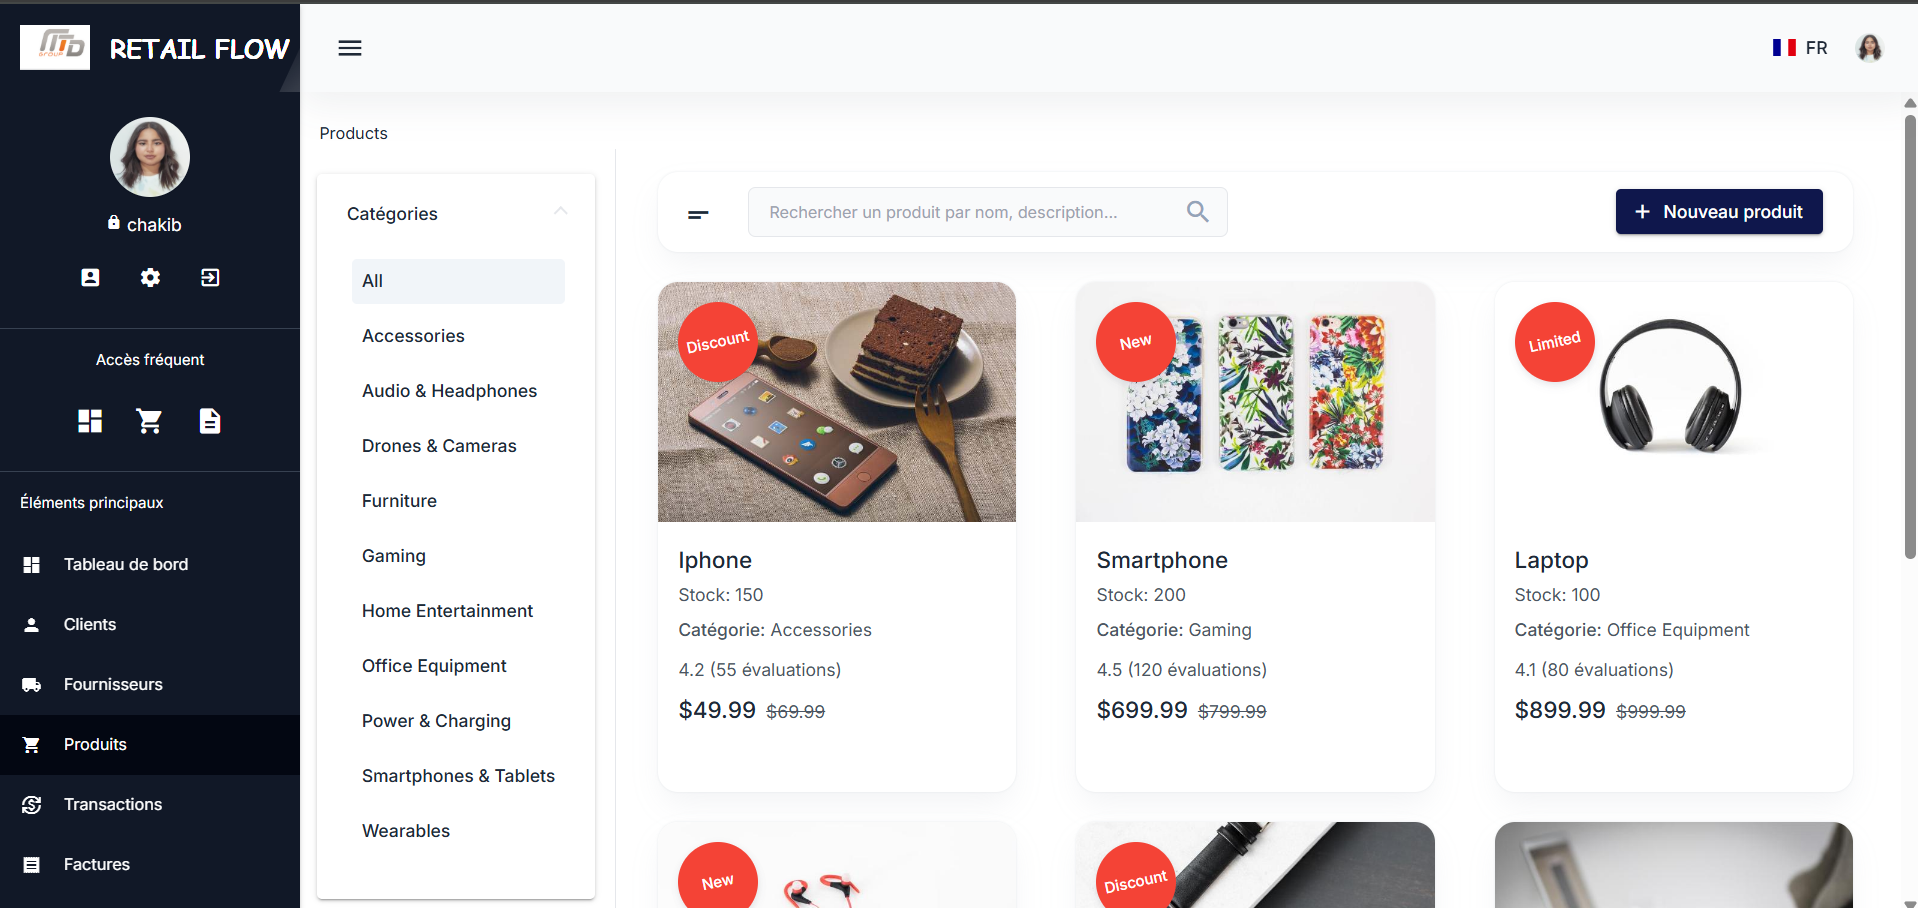 MTD
GROUP
RETAIL FLOW
FR
chakib
Accès fréquent
Éléments principaux
Tableau de bord
Clients
Fournisseurs
Produits
Transactions
Factures
Products
Catégories
All
Accessories
Audio & Headphones
Drones & Cameras
Furniture
Gaming
Home Entertainment
Office Equipment
Power & Charging
Smartphones & Tablets
Wearables
Rechercher un produit par nom, description...
+ Nouveau produit
Discount
Iphone
Stock: 150
Catégorie: Accessories
4.2 (55 évaluations)
$49.99 $69.99
New
Smartphone
Stock: 200
Catégorie: Gaming
4.5 (120 évaluations)
$699.99 $799.99
Limited
Laptop
Stock: 100
Catégorie: Office Equipment
4.1 (80 évaluations)
$899.99 $999.99
New
Discount